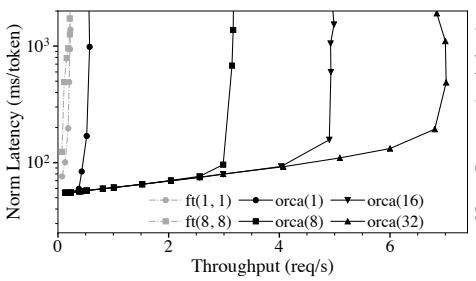 10³
10²
Norm Latency (ms/token)
ft(1, 1) orca(1) orca(16)
ft(8, 8) orca(8) orca(32)
0 2 4 6
Throughput (req/s)